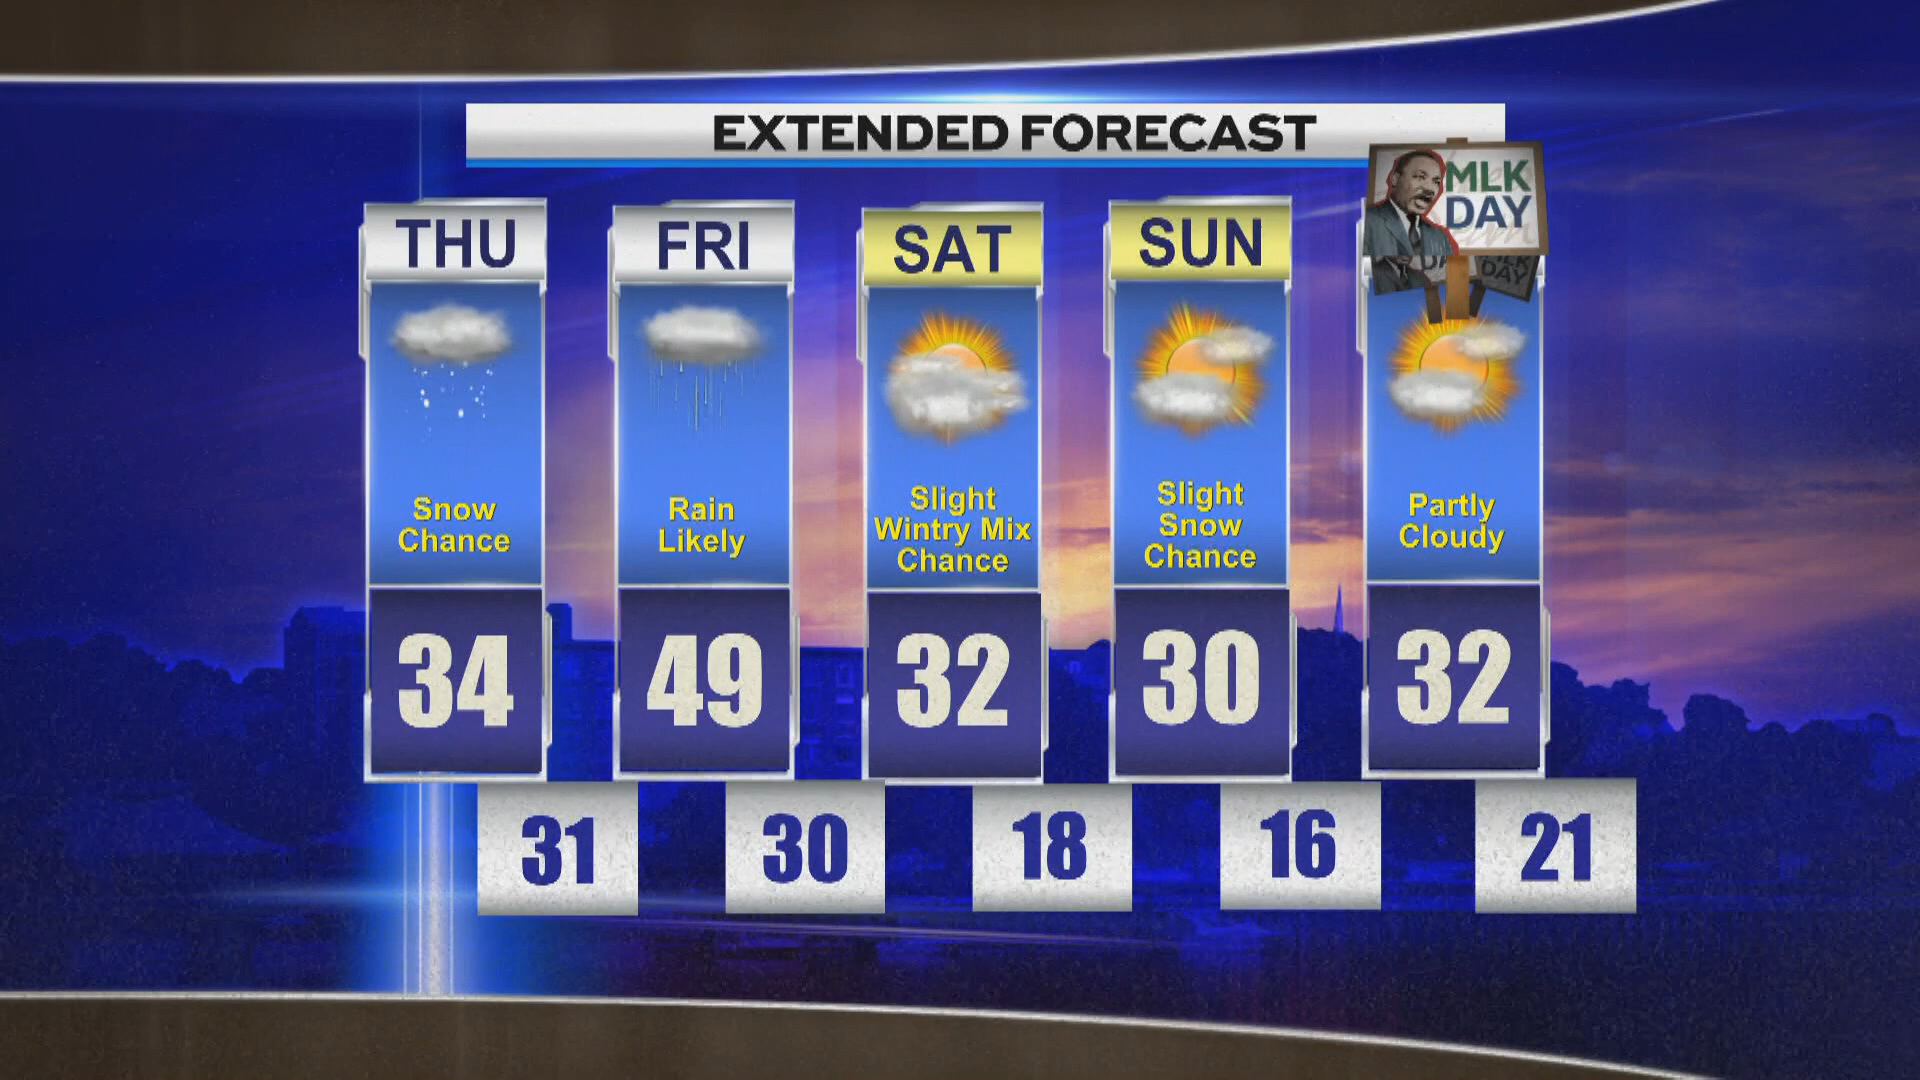 EXTENDED FORECAST
THU
FRI
SAT
SUN
MLK
DAY
DAY
Snow
Chance
Rain
Likely
Slight
Wintry Mix
Chance
Slight
Snow
Chance
Partly
Cloudy
34
49
32
30
32
31
30
18
16
21